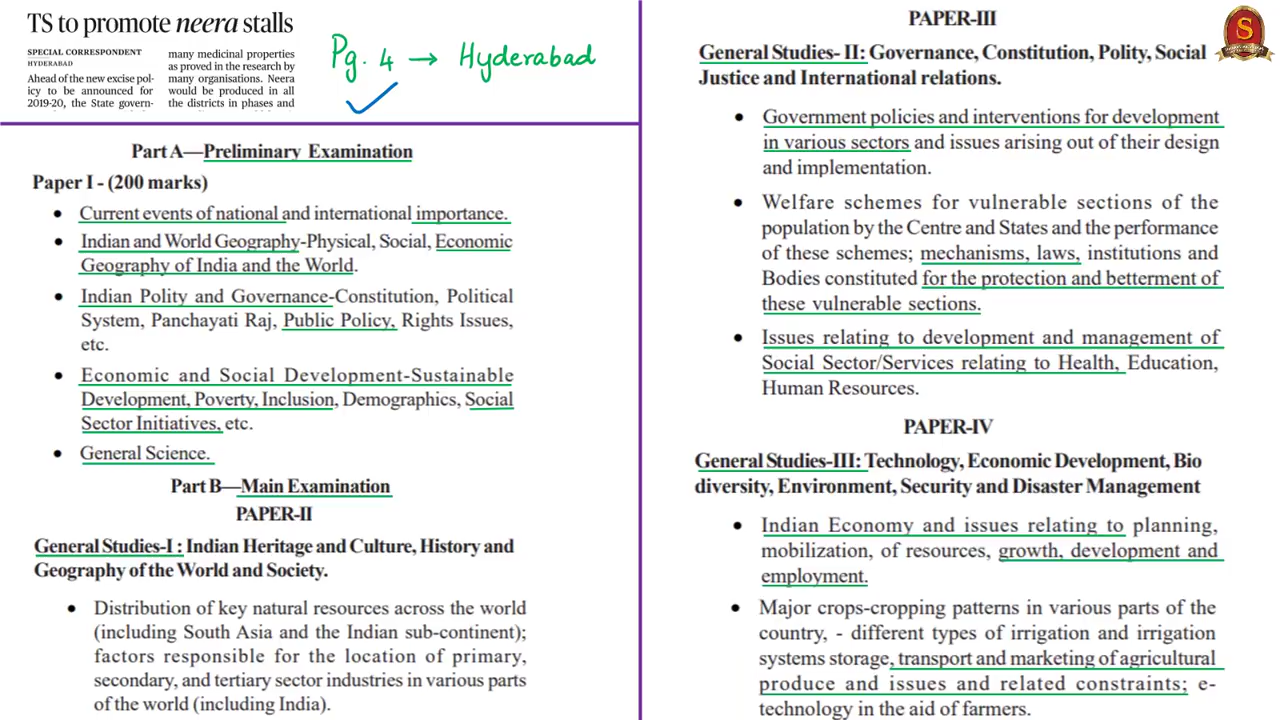 TS to promote neera stalls
SPECIAL CORRESPONDENT
HYDERABAD
Ahead of the new excise pol-
icy to be announced for
2019-20, the State govern-
many medicinal properties
as proved in the research by
many organisations. Neera
would be produced in all
the districts in phases and
Pg. 4 → Hyderabad
Part A—Preliminary Examination
Paper I - (200 marks)
• Current events of national and international importance.
• Indian and World Geography-Physical, Social, Economic
Geography of India and the World.
• Indian Polity and Governance-Constitution, Political
System, Panchayati Raj, Public Policy, Rights Issues,
etc.
• Economic and Social Development-Sustainable
Development, Poverty, Inclusion, Demographics, Social
Sector Initiatives, etc.
• General Science.
Part B—Main Examination
PAPER-II
General Studies-I : Indian Heritage and Culture, History and
Geography of the World and Society.
• Distribution of key natural resources across the world
(including South Asia and the Indian sub-continent);
factors responsible for the location of primary,
secondary, and tertiary sector industries in various parts
of the world (including India).
PAPER-III
General Studies- II: Governance, Constitution, Polity, Social
Justice and International relations.
• Government policies and interventions for development
in various sectors and issues arising out of their design
and implementation.
• Welfare schemes for vulnerable sections of the
population by the Centre and States and the performance
of these schemes; mechanisms, laws, institutions and
Bodies constituted for the protection and betterment of
these vulnerable sections.
• Issues relating to development and management of
Social Sector/Services relating to Health, Education,
Human Resources.
PAPER-IV
General Studies-III: Technology, Economic Development, Bio
diversity, Environment, Security and Disaster Management
• Indian Economy and issues relating to planning,
mobilization, of resources, growth, development and
employment.
• Major crops-cropping patterns in various parts of the
country, - different types of irrigation and irrigation
systems storage, transport and marketing of agricultural
produce and issues and related constraints; e-
technology in the aid of farmers.